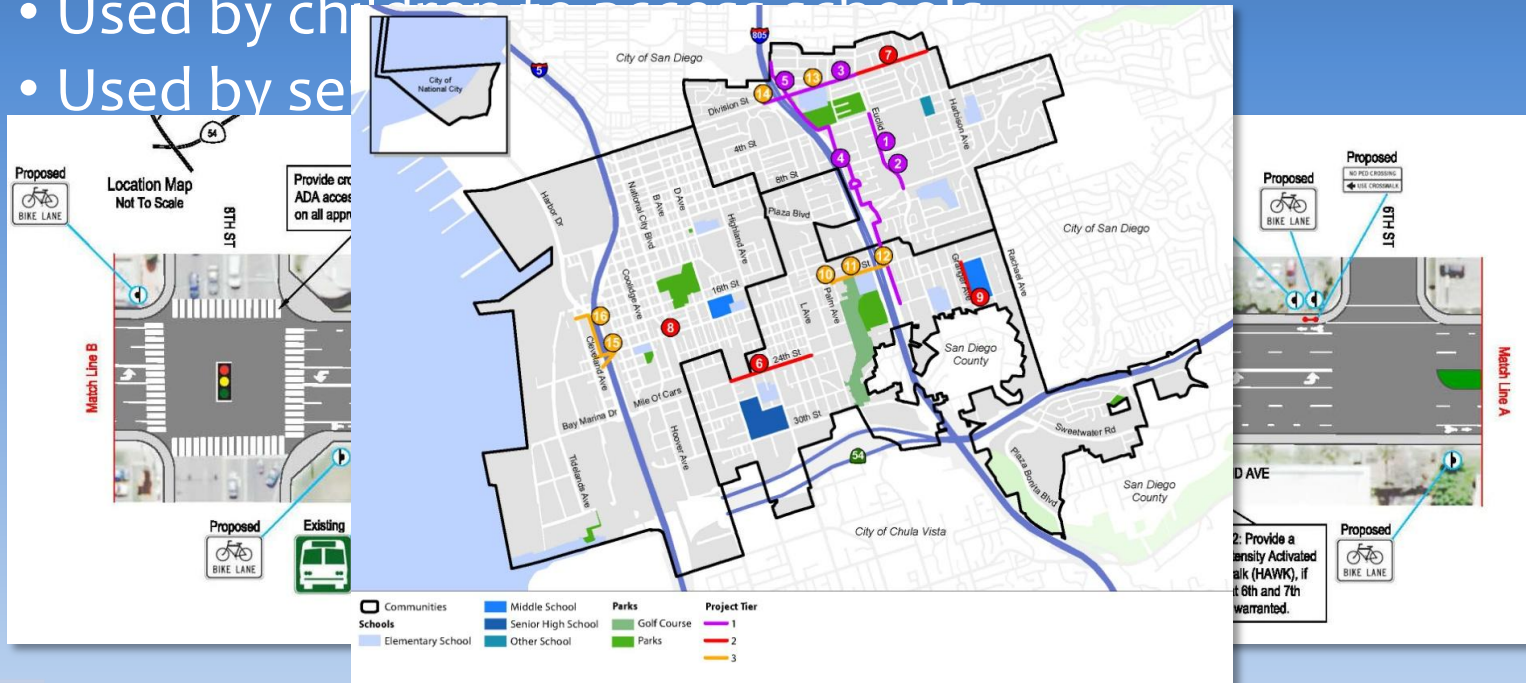 • Used by children to access schools
• Used by se
54
Proposed
BIKE LANE
Location Map
Not To Scale
8TH ST
Provide cro
ADA acces
on all appr
Match Line B
Proposed
BIKE LANE
Existing
City of
National City
5
805
54
City of San Diego
City of San Diego
San Diego
County
San Diego
County
City of Chula Vista
Division St
4th St
8th St
Plaza Blvd
16th St
St
24th St
30th St
Harbor Dr
National City Blvd
B Ave
D Ave
Highland Ave
Euclid
Harbison Ave
Coolidge Ave
L Ave
Palm Ave
Granger Ave
Rachael Ave
Cleveland Ave
Mile Of Cars
Bay Marina Dr
Hoover Ave
Tidelands Ave
Sweetwater Rd
Plaza Bonita Blvd
1
2
3
4
5
6
7
8
9
10
11
12
13
14
15
16
Communities
Schools
Elementary School
Middle School
Senior High School
Other School
Parks
Golf Course
Parks
Project Tier
1
2
3
Proposed
BIKE LANE
Proposed
NO PED CROSSING
USE CROSSWALK
6TH ST
Match Line A
D AVE
2: Provide a
tensity Activated
alk (HAWK), if
t 6th and 7th
warranted.
Proposed
BIKE LANE